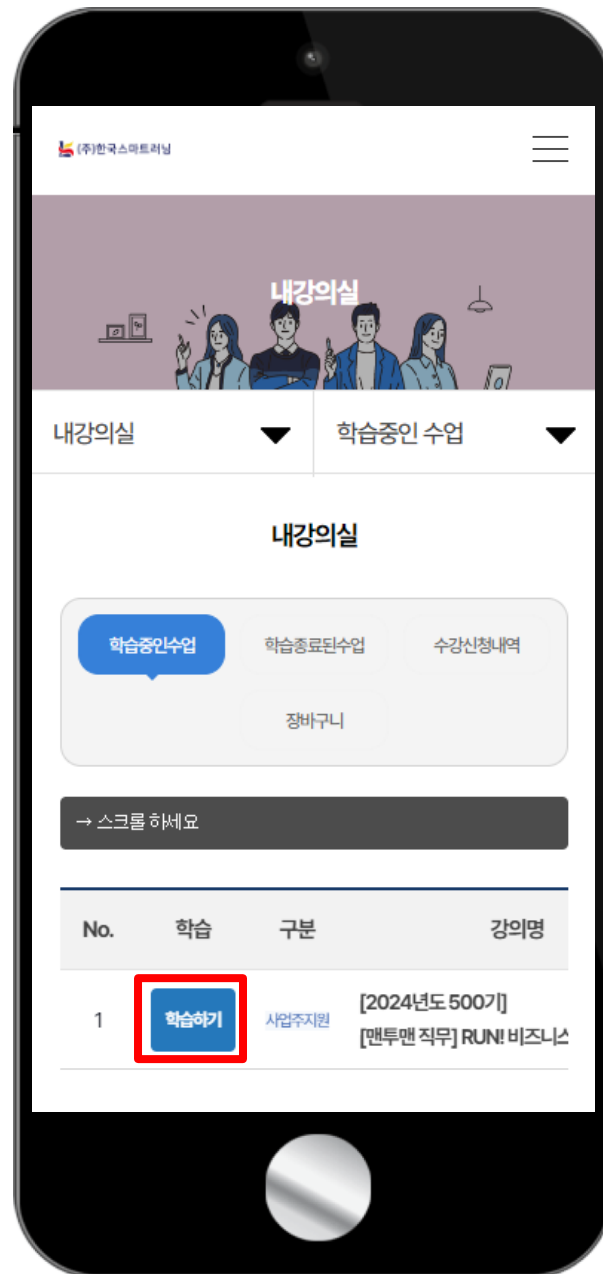 (주)한국스마트러닝
내강의실
내강의실
학습중인 수업
내강의실
학습중인수업 학습종료된수업 수강신청내역
장바구니
→ 스크롤 하세요
No. 학습 구분 강의명
1 학습하기 사업주지원 [2024년도 500기]
[맨투맨 직무] RUN! 비즈니스